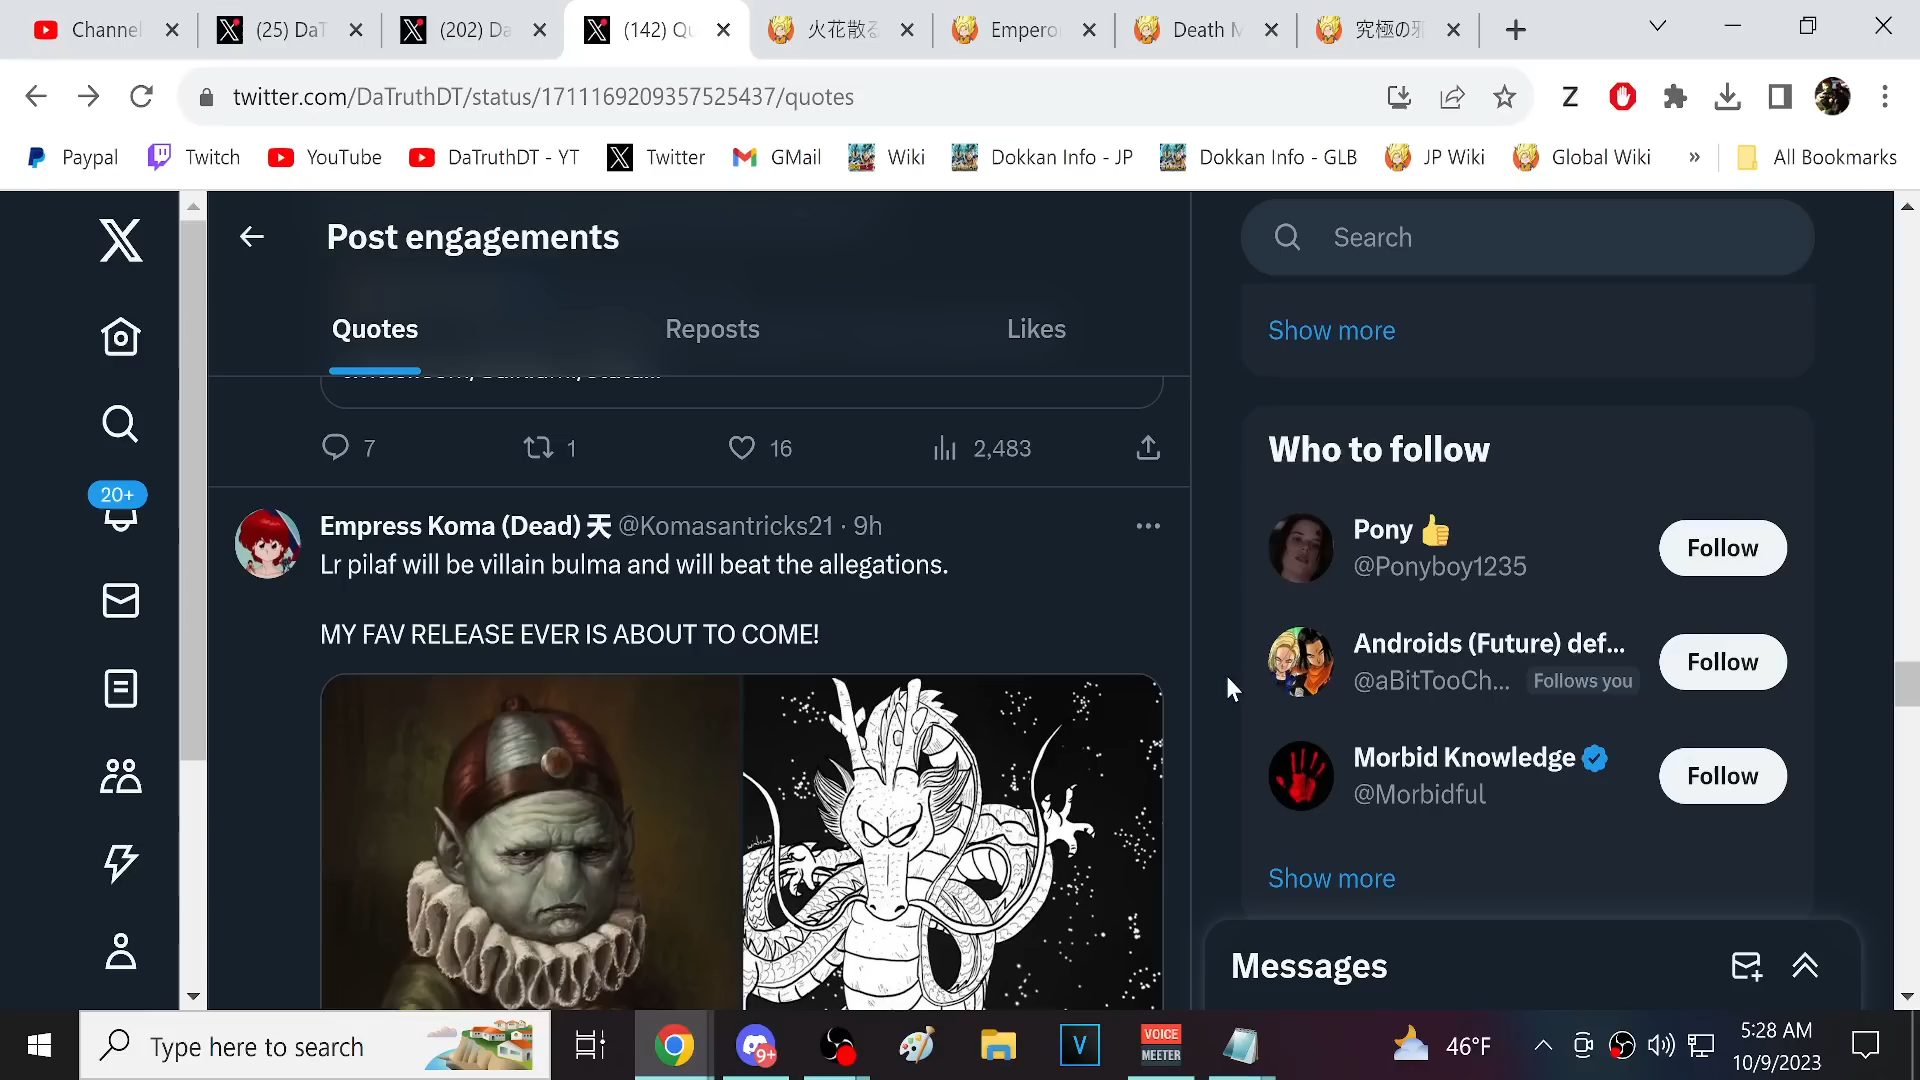 Channel
(25) DaT
(202) Da
(142) Qu
火花散る
Empero
Death M
究極の邪
twitter.com/DaTruthDT/status/1711169209357525437/quotes
Z
Paypal
Twitch
YouTube
DaTruthDT - YT
Twitter
GMail
Wiki
Dokkan Info - JP
Dokkan Info - GLB
JP Wiki
Global Wiki
»
All Bookmarks
Post engagements
Search
Quotes
Reposts
Likes
Show more
7
1
16
2,483
Who to follow
20+
Empress Koma (Dead) 天 @Komasantricks21 · 9h
Lr pilaf will be villain bulma and will beat the allegations.
MY FAV RELEASE EVER IS ABOUT TO COME!
Pony 👍
@Ponyboy1235
Follow
Androids (Future) def...
@aBitTooCh...
Follows you
Follow
Morbid Knowledge
@Morbidful
Follow
Show more
Messages
Type here to search
9+
V
VOICE
MEETER
46°F
5:28 AM
10/9/2023